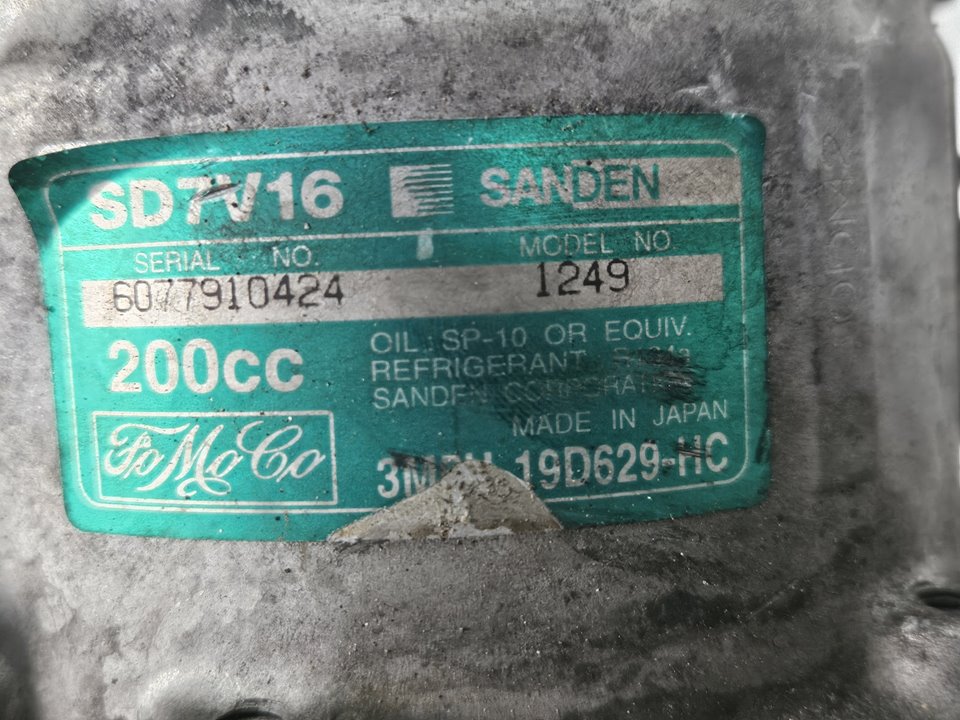 SD7V16 SANDEN
SERIAL NO. MODEL NO.
6077910424 1249
200cc
OIL SP-10 OR EQUIV.
REFRIGERANT
SANDEN CORPORATION
MADE IN JAPAN
FoMoCo
19D629-HC